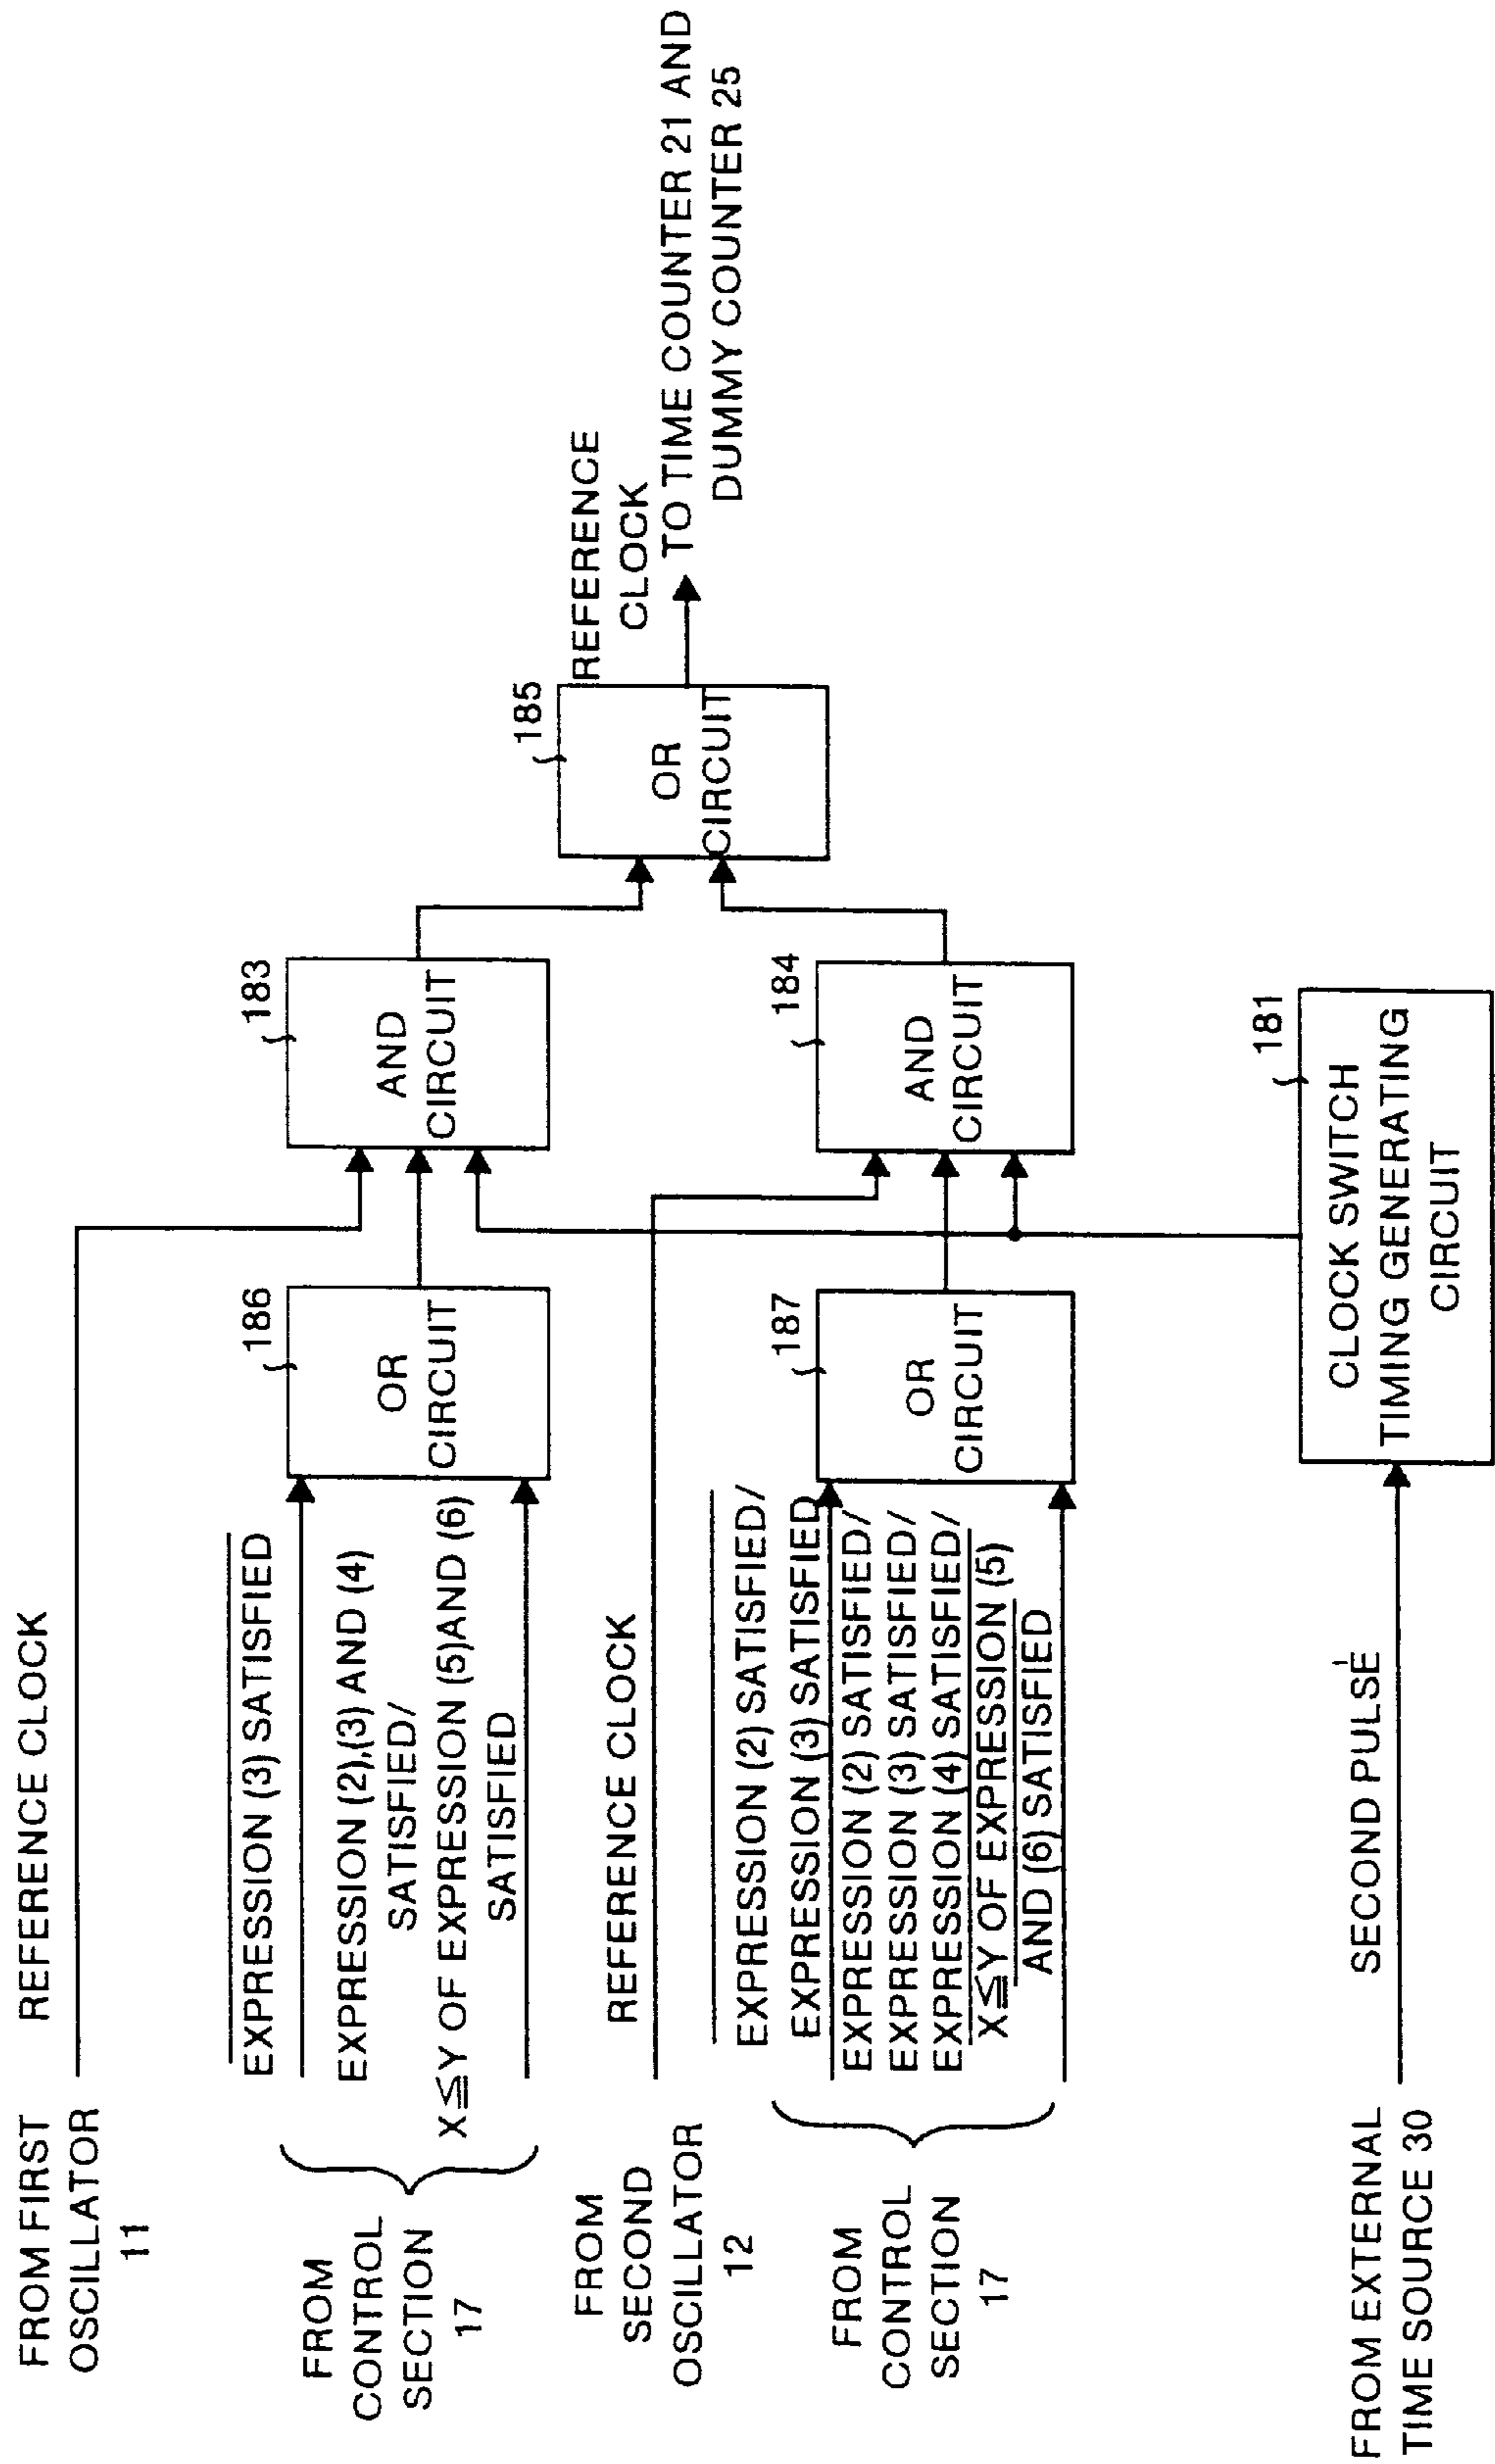 FROM FIRST
OSCILLATOR
11
REFERENCE CLOCK
FROM
CONTROL
SECTION
17
EXPRESSION (3) SATISFIED
EXPRESSION (2),(3) AND (4)
SATISFIED/
X≦Y OF EXPRESSION (5)AND (6)
SATISFIED
186
OR
CIRCUIT
183
AND
CIRCUIT
FROM
SECOND
OSCILLATOR
12
REFERENCE CLOCK
FROM
CONTROL
SECTION
17
EXPRESSION (2) SATISFIED/
EXPRESSION (3) SATISFIED
EXPRESSION (2) SATISFIED/
EXPRESSION (3) SATISFIED/
EXPRESSION (4) SATISFIED/
X≦Y OF EXPRESSION (5)
AND (6) SATISFIED
187
OR
CIRCUIT
184
AND
CIRCUIT
185
OR
CIRCUIT
REFERENCE
CLOCK
TO TIME COUNTER 21 AND
DUMMY COUNTER 25
FROM EXTERNAL
TIME SOURCE 30
SECOND PULSE
181
CLOCK SWITCH
TIMING GENERATING
CIRCUIT